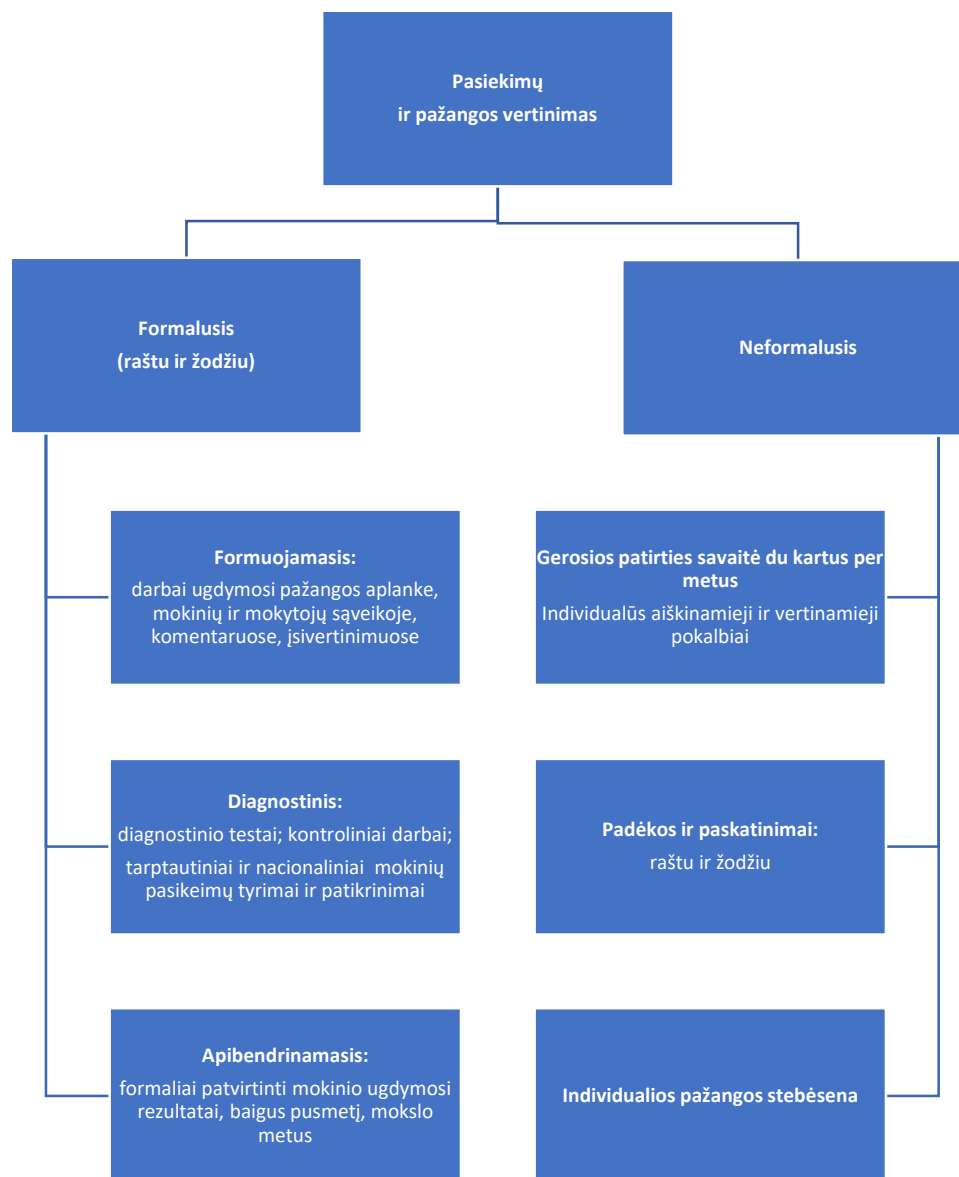 Pasiekimų
ir pažangos vertinimas
Formalusis
(raštu ir žodžiu)
Neformalusis
Formuojamasis:
darbai ugdymosi pažangos aplanke,
mokinių ir mokytojų sąveikoje,
komentaruose, įsivertinimuose
Gerosios patirties savaitė du kartus per
metus
Individualūs aiškinamieji ir vertinamieji
pokalbiai
Diagnostinis:
diagnostinio testai; kontroliniai darbai;
tarptautiniai ir nacionaliniai mokinių
pasikeimų tyrimai ir patikrinimai
Padėkos ir paskatinimai:
raštu ir žodžiu
Apibendrinamasis:
formaliai patvirtinti mokinio ugdymosi
rezultatai, baigus pusmetį, mokslo
metus
Individualios pažangos stebėsena